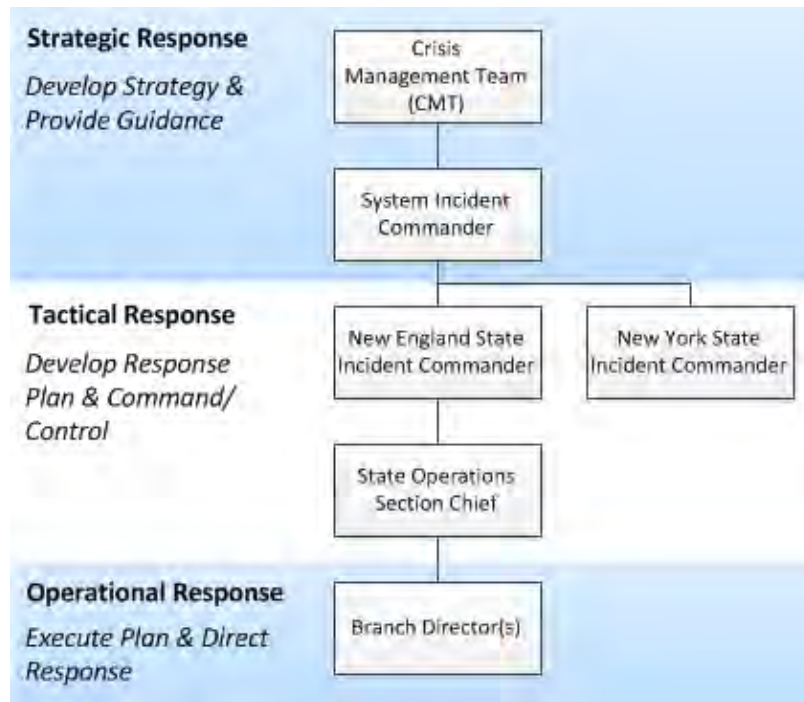 Strategic Response
Develop Strategy &
Provide Guidance
Crisis
Management Team
(CMT)
System Incident
Commander
Tactical Response
Develop Response
Plan & Command/
Control
New England State
Incident Commander
New York State
Incident Commander
State Operations
Section Chief
Operational Response
Execute Plan & Direct
Response
Branch Director(s)